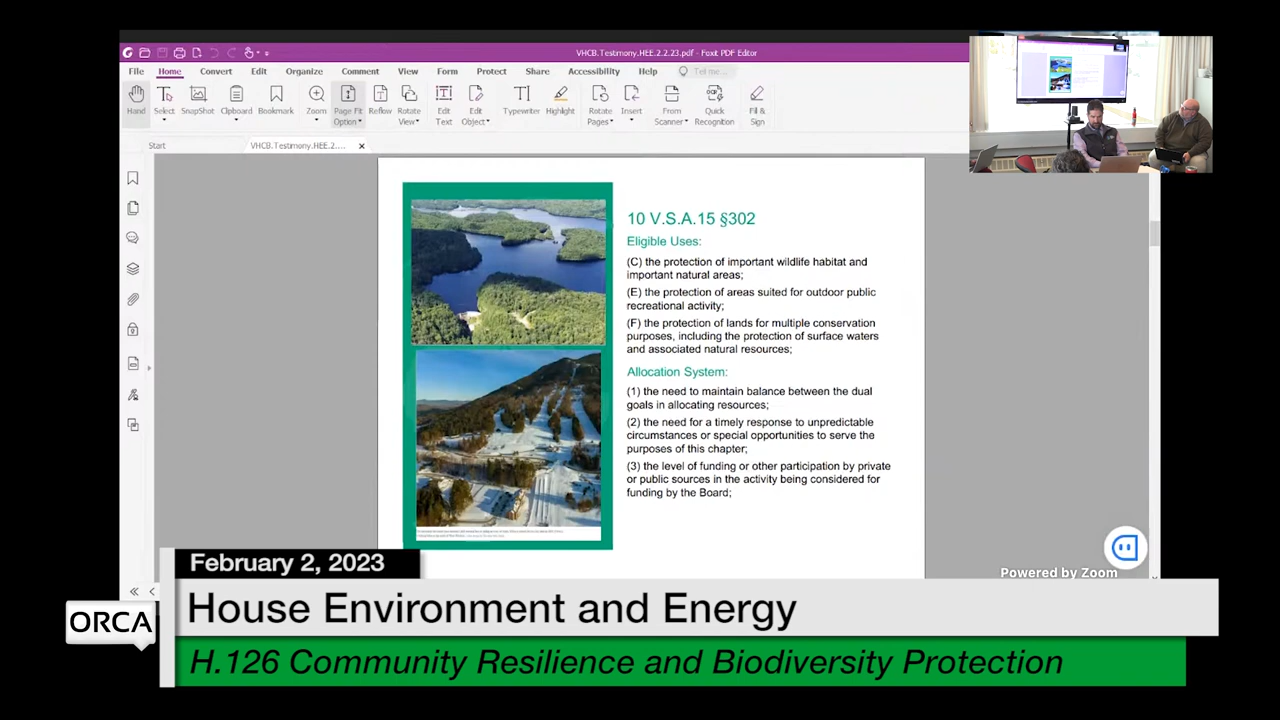 VHCB.Testmony.HEE.2.2.23.pdf - Foxit PDF Editor
File Home Convert Edit Organize Comment View Form Protect Share Accessibility Help Tell me...
Hand Select SnapShot Clipboard Bookmark Zoom Page Fit Option Reflow Rotate View Edit Text Edit Object Typewriter Highlight Rotate Pages Insert From Scanner Quick Recognition Fill & Sign
Start VHCB.Testmony.HEE.2....
10 V.S.A.15 §302
Eligible Uses:
(C) the protection of important wildlife habitat and
important natural areas;
(E) the protection of areas suited for outdoor public
recreational activity;
(F) the protection of lands for multiple conservation
purposes, including the protection of surface waters
and associated natural resources;
Allocation System:
(1) the need to maintain balance between the dual
goals in allocating resources;
(2) the need for a timely response to unpredictable
circumstances or special opportunities to serve the
purposes of this chapter;
(3) the level of funding or other participation by private
or public sources in the activity being considered for
funding by the Board;
Powered by Zoom
February 2, 2023
ORCA
House Environment and Energy
H.126 Community Resilience and Biodiversity Protection